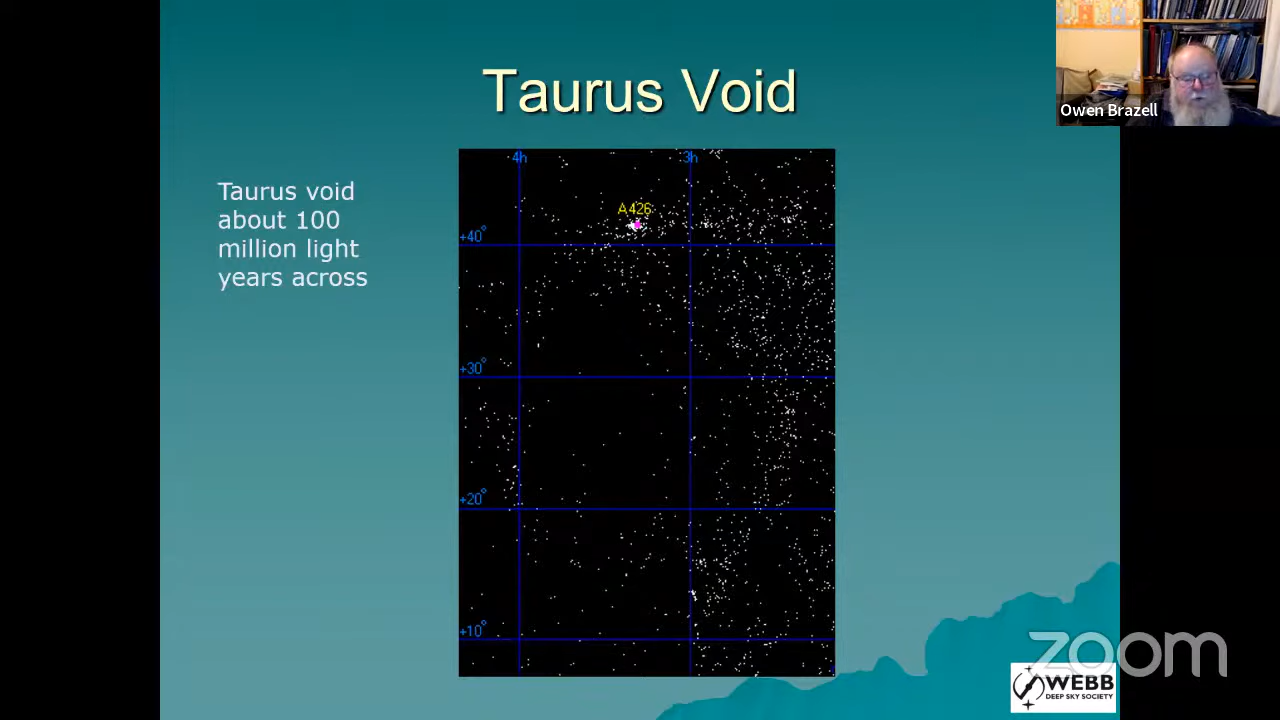 Taurus Void
Owen Brazell
Taurus void
about 100
million light
years across
4h
3h
A426
+40°
+30°
+20°
+10°
zoom
WEBB
DEEP SKY SOCIETY